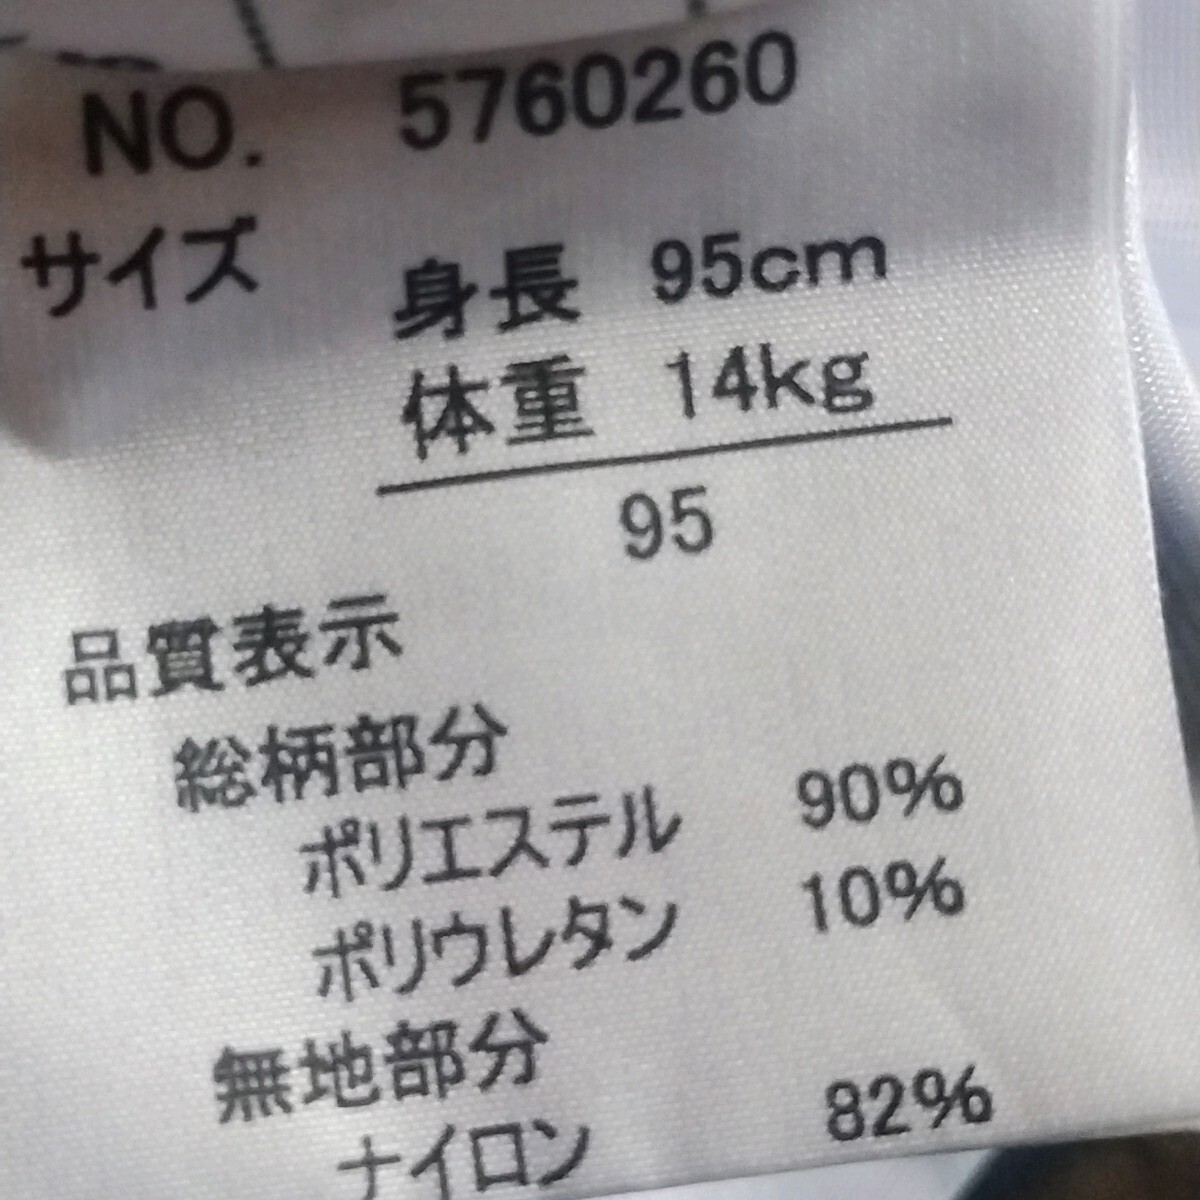 NO. 5760260
サイズ 身長 95cm
体重 14kg
95
品質表示
総柄部分
ポリエステル 90%
ポリウレタン 10%
無地部分
ナイロン 82%